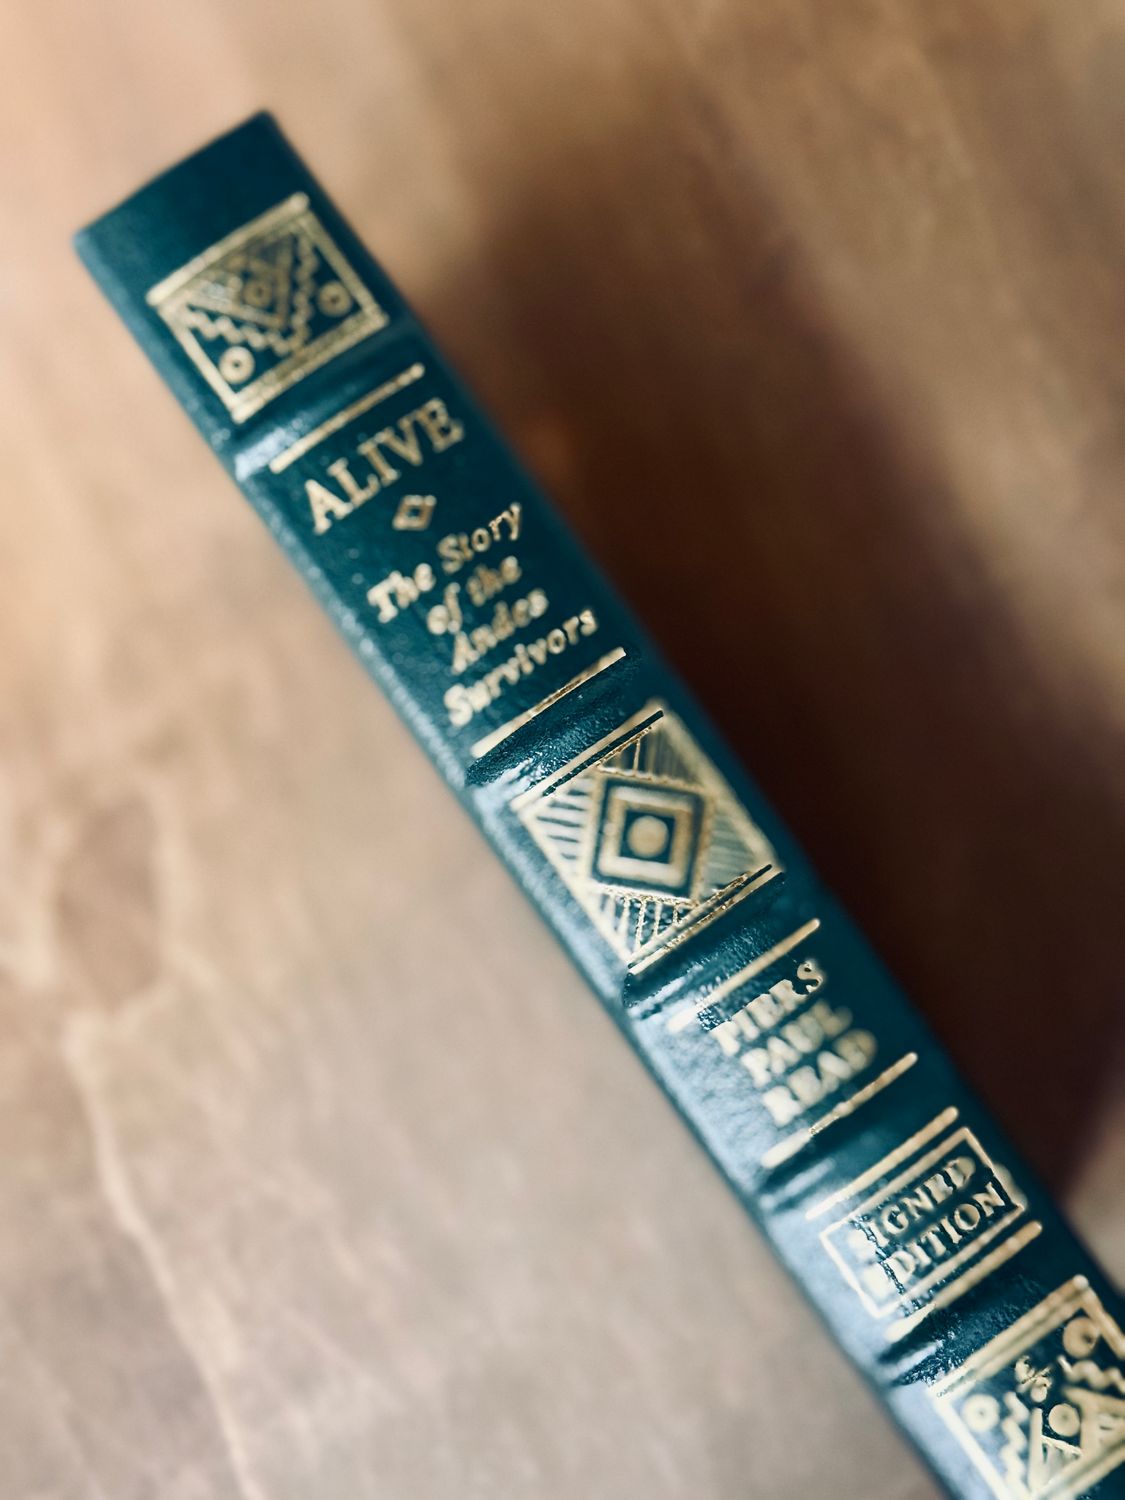 ALIVE
The Story
of the
Andes
Survivors
PIERS
PAUL
READ
SIGNED
EDITION